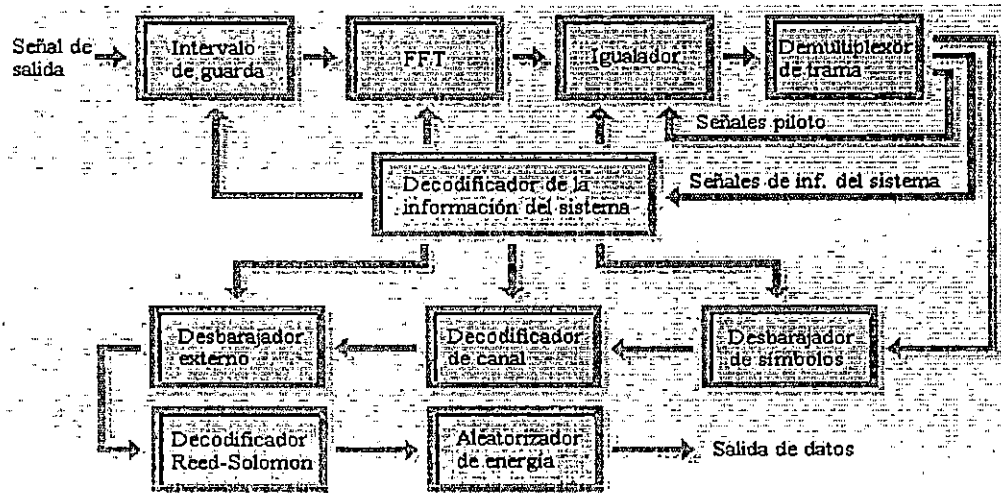 Señal de
salida
Intervalo
de guarda
FFT
Igualador
Demultiplexor
de trama
Señales piloto
Decodificador de la
información del sistema
Señales de inf. del sistema
Desbarajador
externo
Decodificador
de canal
Desbarajador
de símbolos
Decodificador
Reed-Solomon
Aleatorizador
de energía
Salida de datos